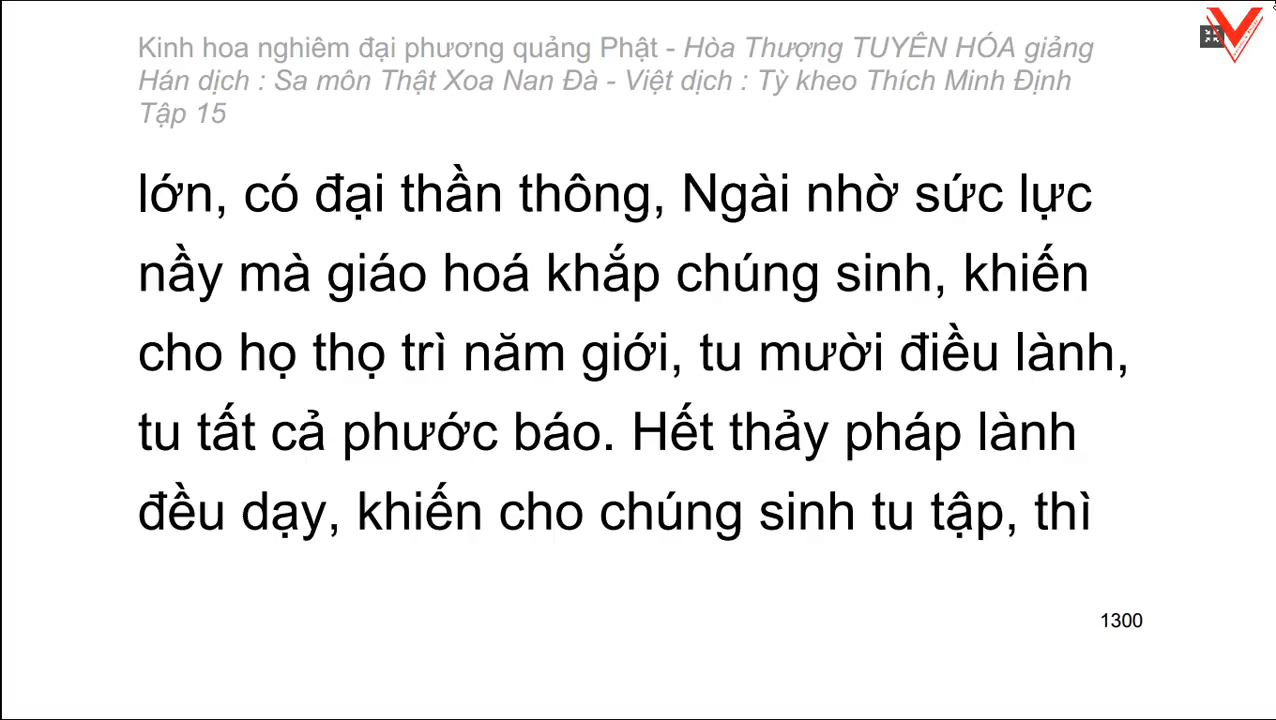 Kinh hoa nghiêm đại phương quảng Phật - Hòa Thượng TUYÊN HÓA giảng
Hán dịch : Sa môn Thật Xoa Nan Đà - Việt dịch : Tỳ kheo Thích Minh Định
Tập 15
lớn, có đại thần thông, Ngài nhờ sức lực
nầy mà giáo hoá khắp chúng sinh, khiến
cho họ thọ trì năm giới, tu mười điều lành,
tu tất cả phước báo. Hết thảy pháp lành
đều dạy, khiến cho chúng sinh tu tập, thì
1300